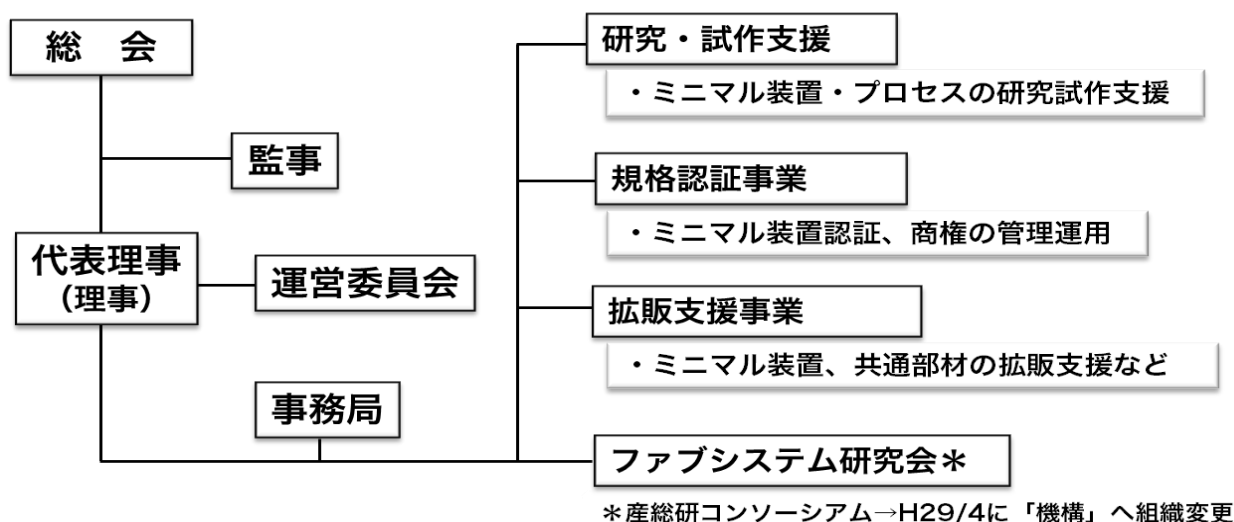 総　会
監事
代表理事
（理事）
運営委員会
事務局
研究・試作支援
・ミニマル装置・プロセスの研究試作支援
規格認証事業
・ミニマル装置認証、商権の管理運用
拡販支援事業
・ミニマル装置、共通部材の拡販支援など
ファブシステム研究会＊
＊産総研コンソーシアム→H29/4に「機構」へ組織変更